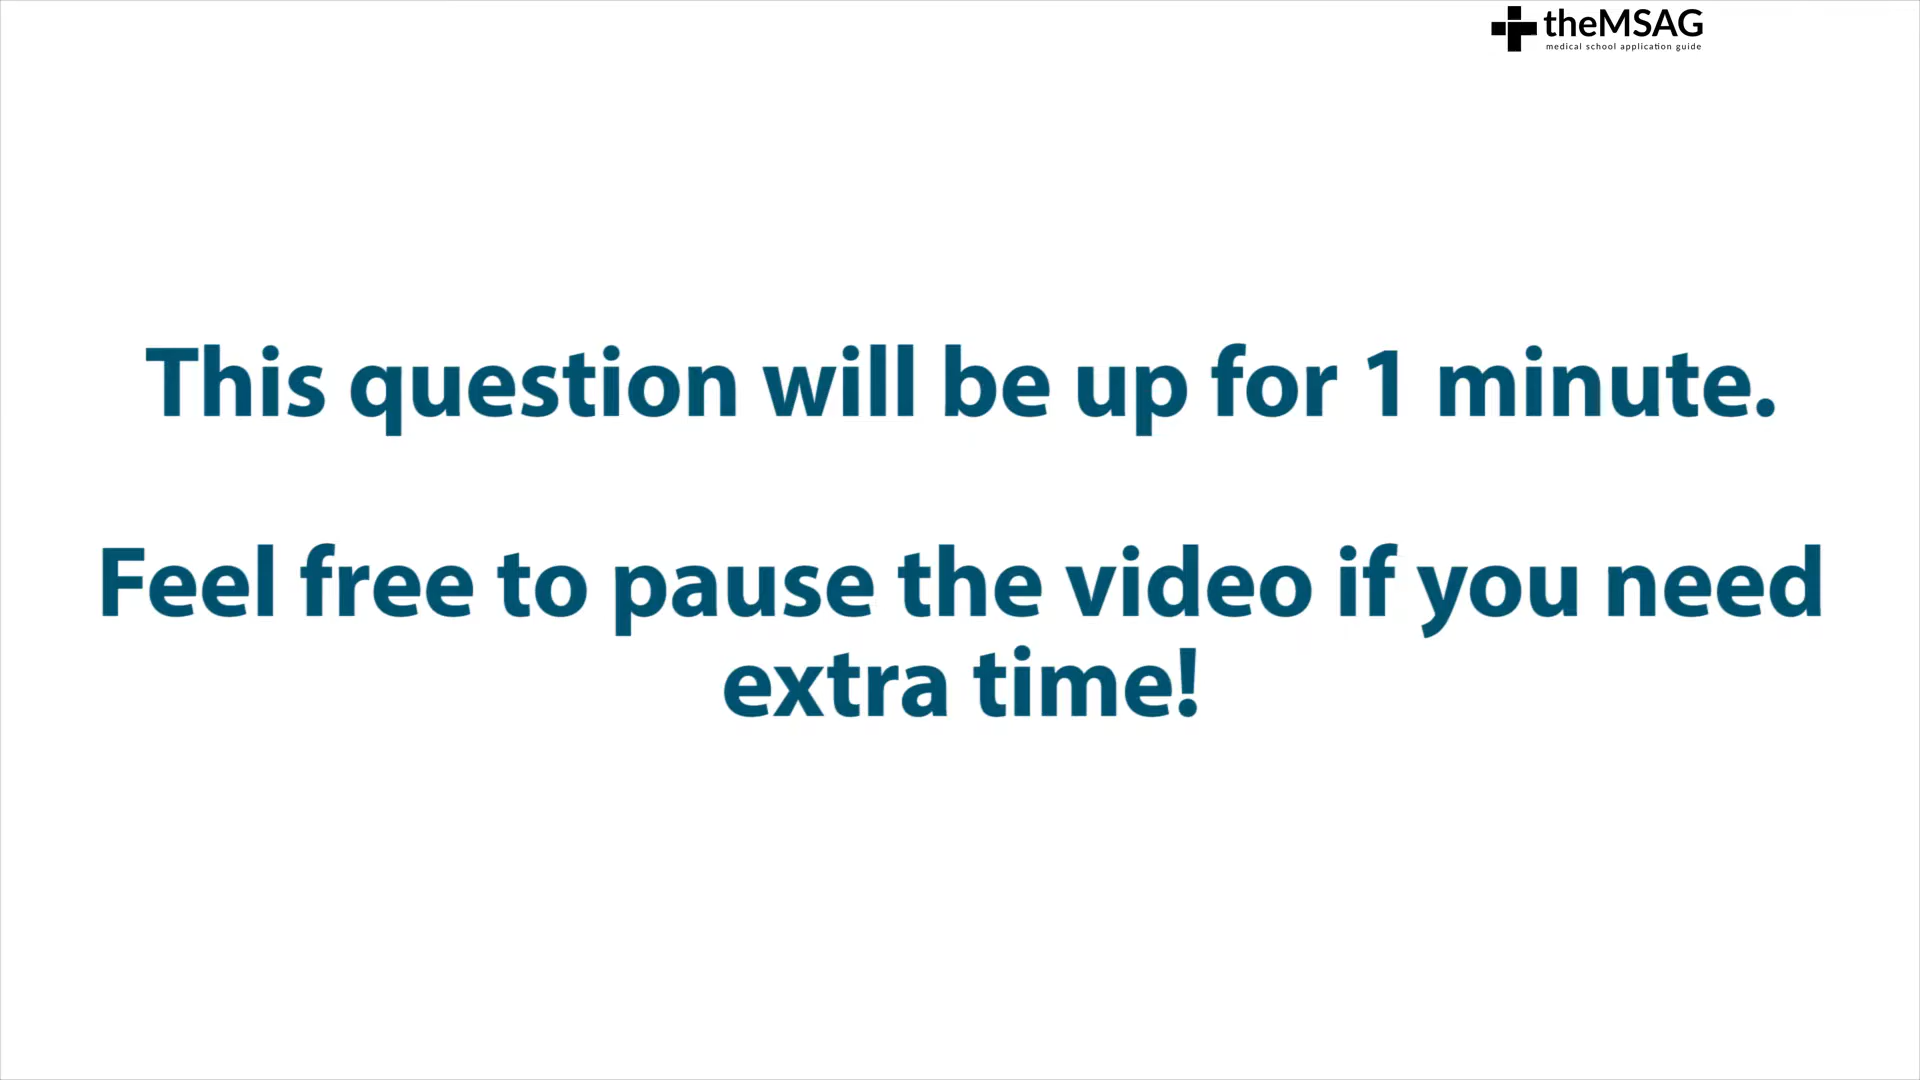 theMSAG
medical school application guide
This question will be up for 1 minute.
Feel free to pause the video if you need
extra time!